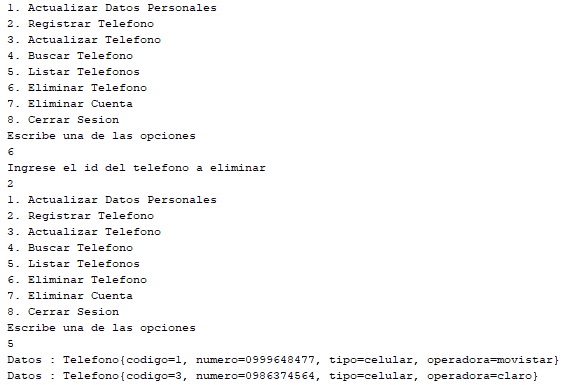 1. Actualizar Datos Personales
2. Registrar Telefono
3. Actualizar Telefono
4. Buscar Telefono
5. Listar Telefonos
6. Eliminar Telefono
7. Eliminar Cuenta
8. Cerrar Sesion
Escribe una de las opciones
6
Ingrese el id del telefono a eliminar
2
1. Actualizar Datos Personales
2. Registrar Telefono
3. Actualizar Telefono
4. Buscar Telefono
5. Listar Telefonos
6. Eliminar Telefono
7. Eliminar Cuenta
8. Cerrar Sesion
Escribe una de las opciones
5
Datos : Telefono{codigo=1, numero=0999648477, tipo=celular, operadora=movistar}
Datos : Telefono{codigo=3, numero=0986374564, tipo=celular, operadora=claro}